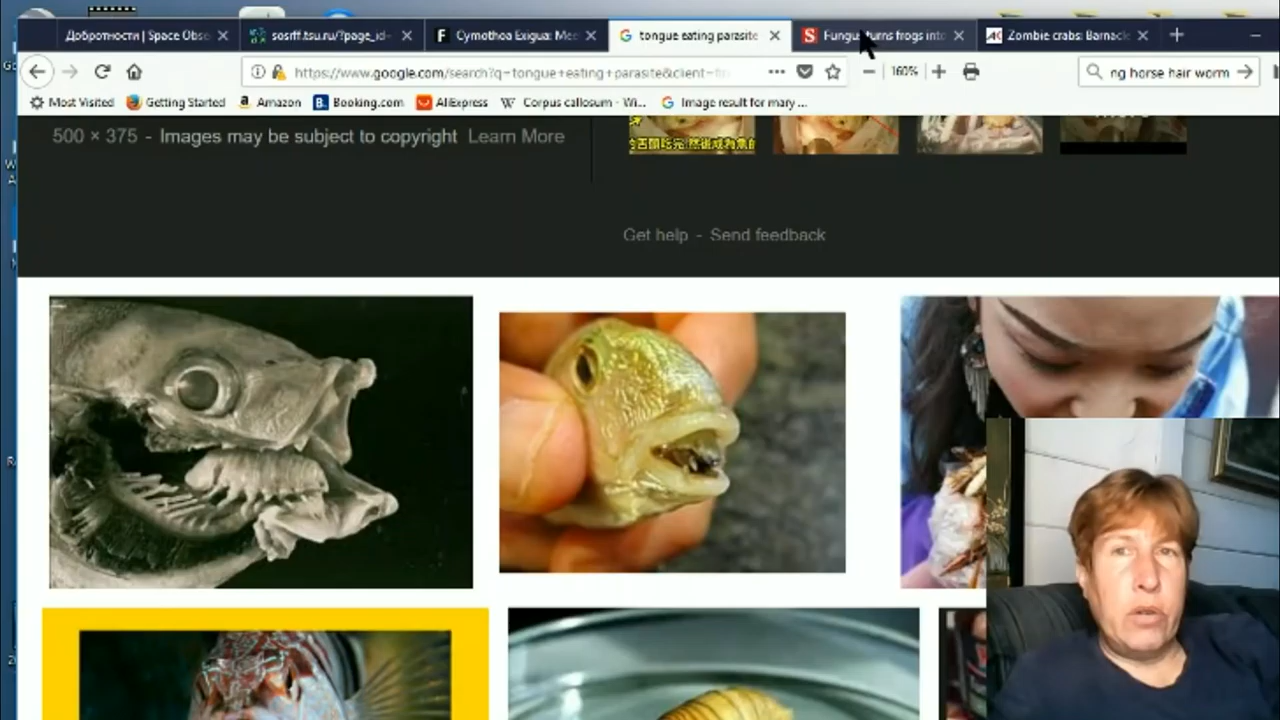 Добротности | Space Obse
sosrff.tsu.ru/?page_id=
F Cymothoa Exigua: Me
G tongue eating parasite
S Fungus turns frogs into
AK Zombie crabs: Barnacle
https://www.google.com/search?q=tongue+eating+parasite&client=fi
160%
ng horse hair worm
Most Visited
Getting Started
a Amazon
B. Booking.com
AliExpress
W Corpus callosum - Wi...
G Image result for mary ...
500 × 375 - Images may be subject to copyright Learn More
Get help - Send feedback